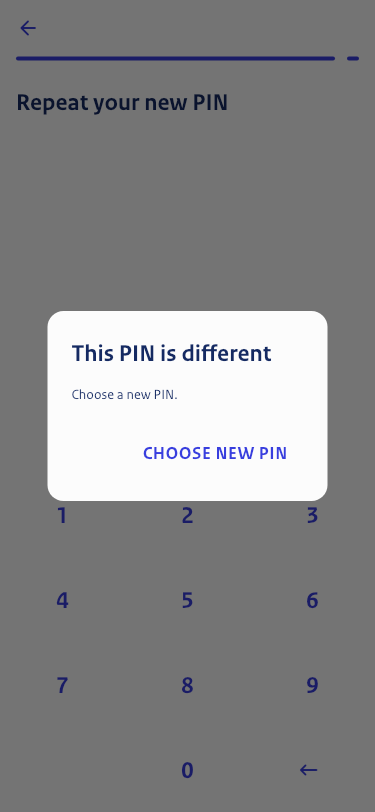 Repeat your new PIN
This PIN is different
Choose a new PIN.
CHOOSE NEW PIN
1 2 3
4 5 6
7 8 9
0